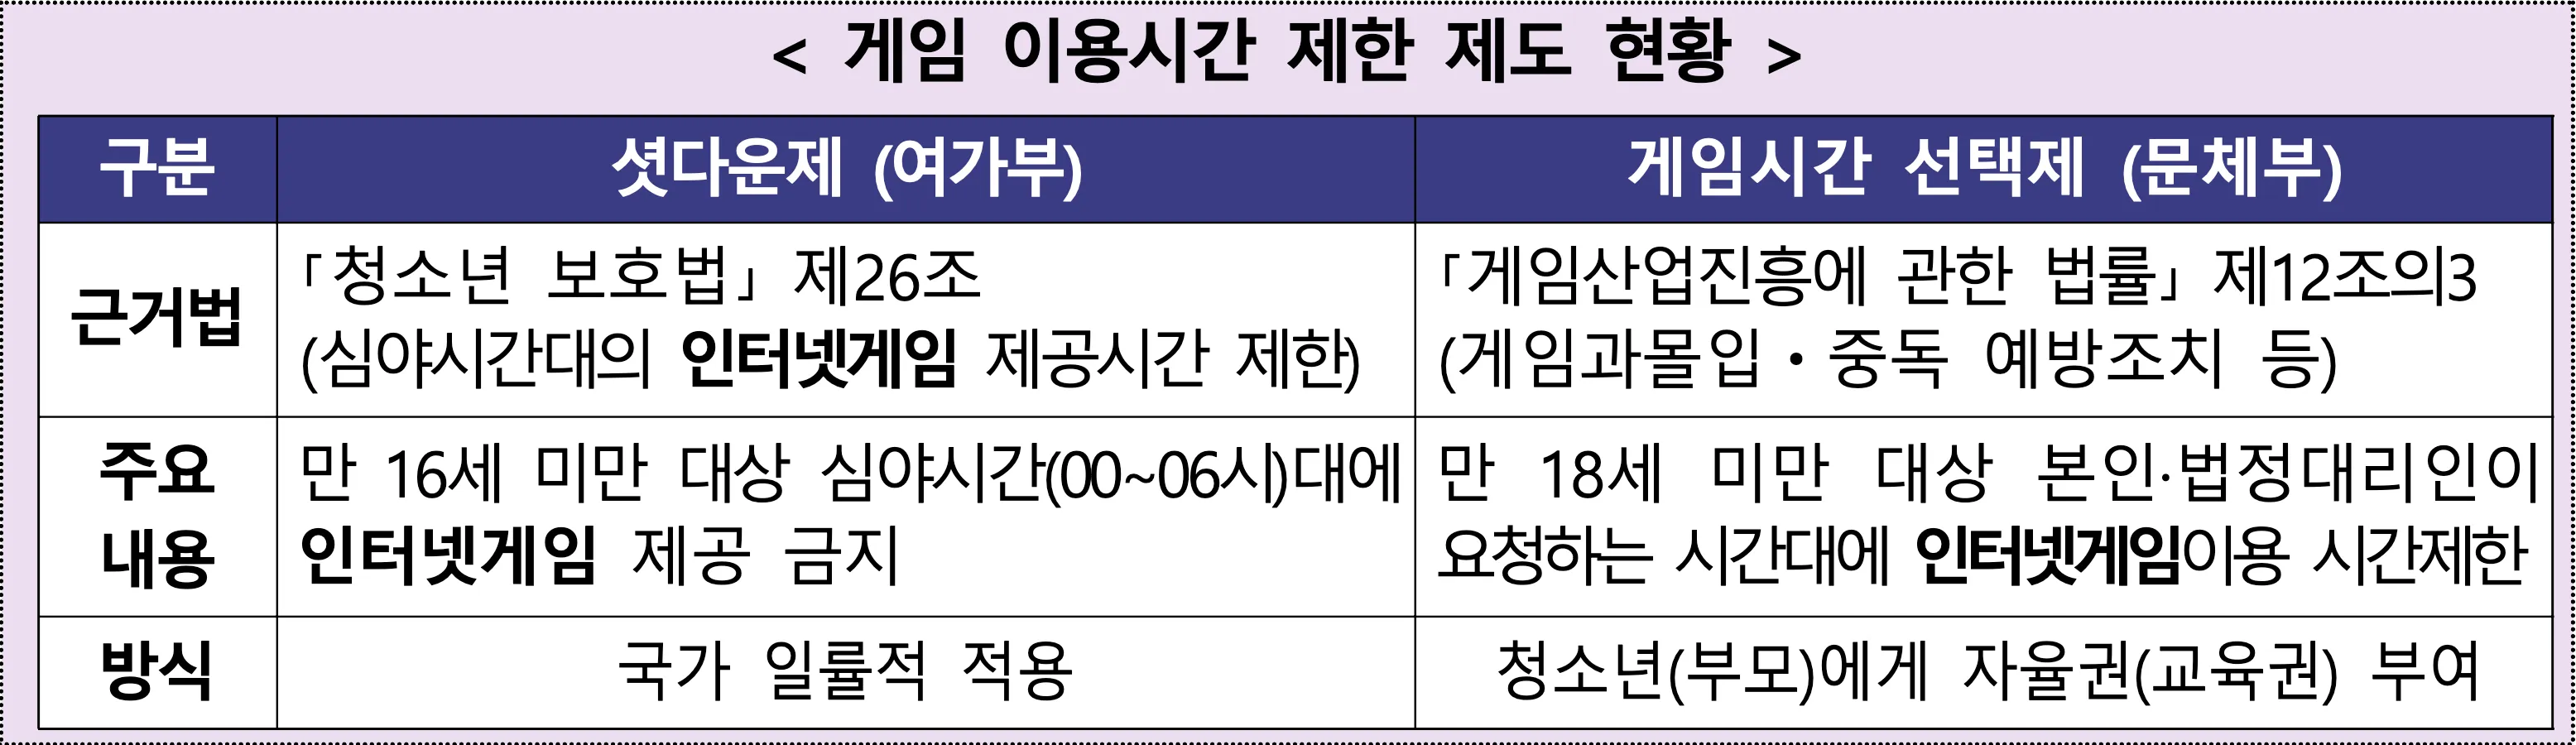 < 게임 이용시간 제한 제도 현황 >
구분
셧다운제 (여가부)
게임시간 선택제 (문체부)
근거법
「청소년 보호법」 제26조
(심야시간대의 인터넷게임 제공시간 제한)
「게임산업진흥에 관한 법률」 제12조의3
(게임과몰입・중독 예방조치 등)
주요
내용
만 16세 미만 대상 심야시간(00~06시)대에
인터넷게임 제공 금지
만 18세 미만 대상 본인·법정대리인이
요청하는 시간대에 인터넷게임이용 시간제한
방식
국가 일률적 적용
청소년(부모)에게 자율권(교육권) 부여